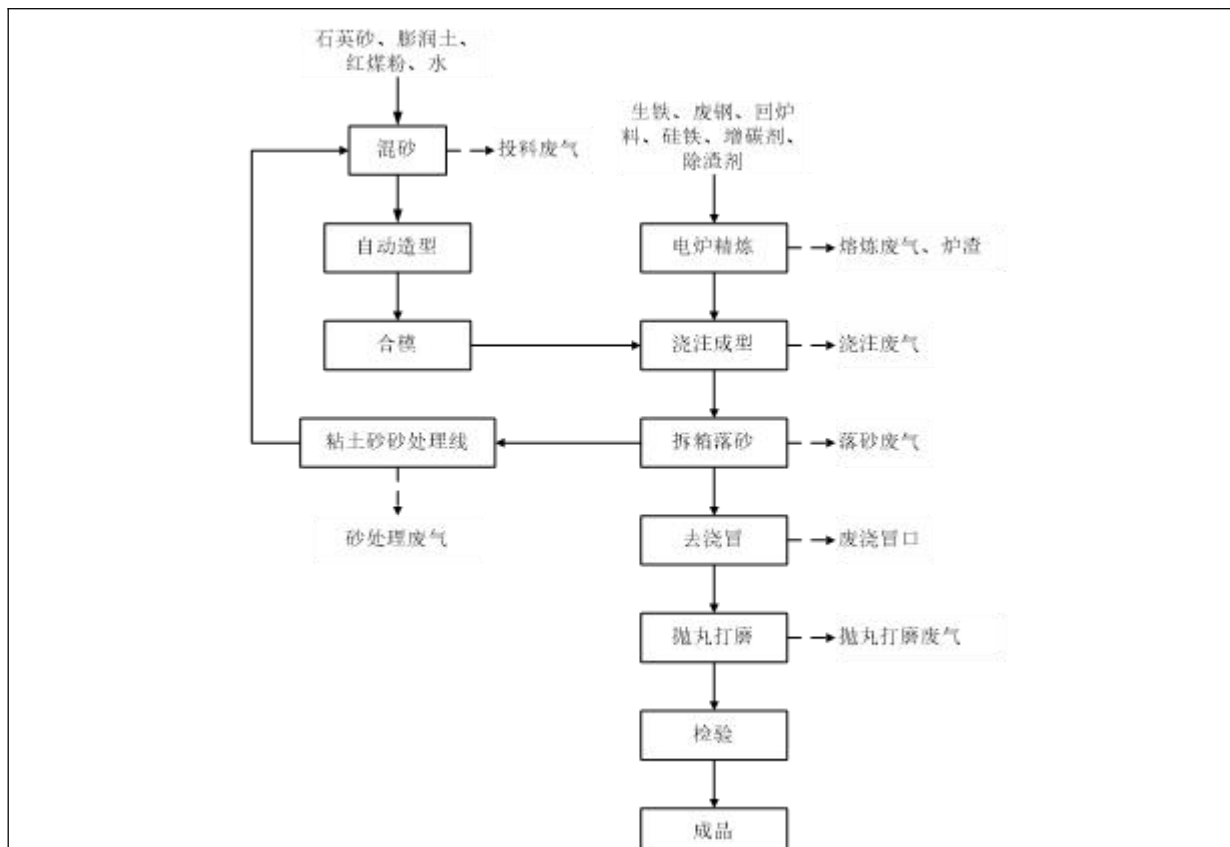 石英砂、膨润土、
红煤粉、水
生铁、废钢、回炉
料、硅铁、增碳剂、
除渣剂
混砂
投料废气
自动造型
电炉精炼
熔炼废气、炉渣
合模
浇注成型
浇注废气
粘土砂砂处理线
拆箱落砂
落砂废气
砂处理废气
去浇冒
废浇冒口
抛丸打磨
抛丸打磨废气
检验
成品